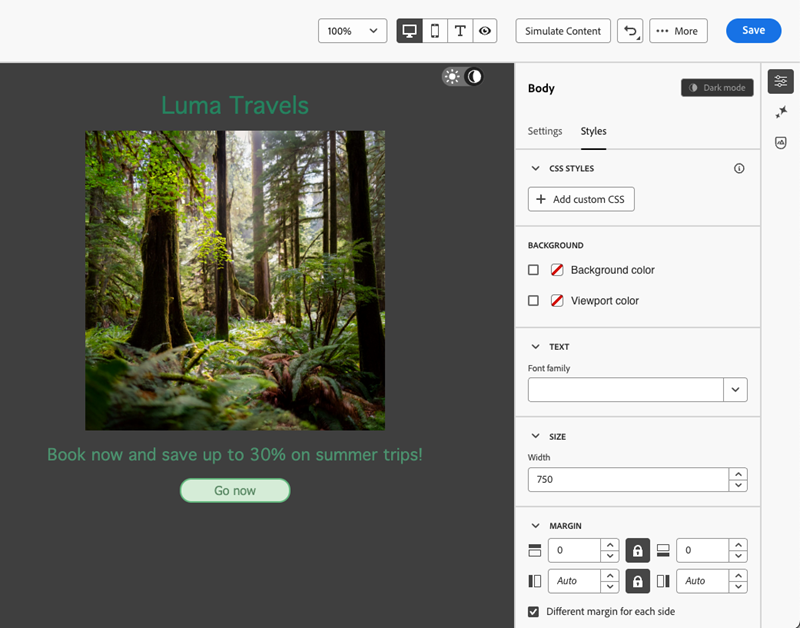 100%
T
Simulate Content
More
Save
Luma Travels
Book now and save up to 30% on summer trips!
Go now
Body
Dark mode
Settings
Styles
CSS STYLES
Add custom CSS
BACKGROUND
Background color
Viewport color
TEXT
Font family
SIZE
Width
750
MARGIN
0
0
Auto
Auto
Different margin for each side